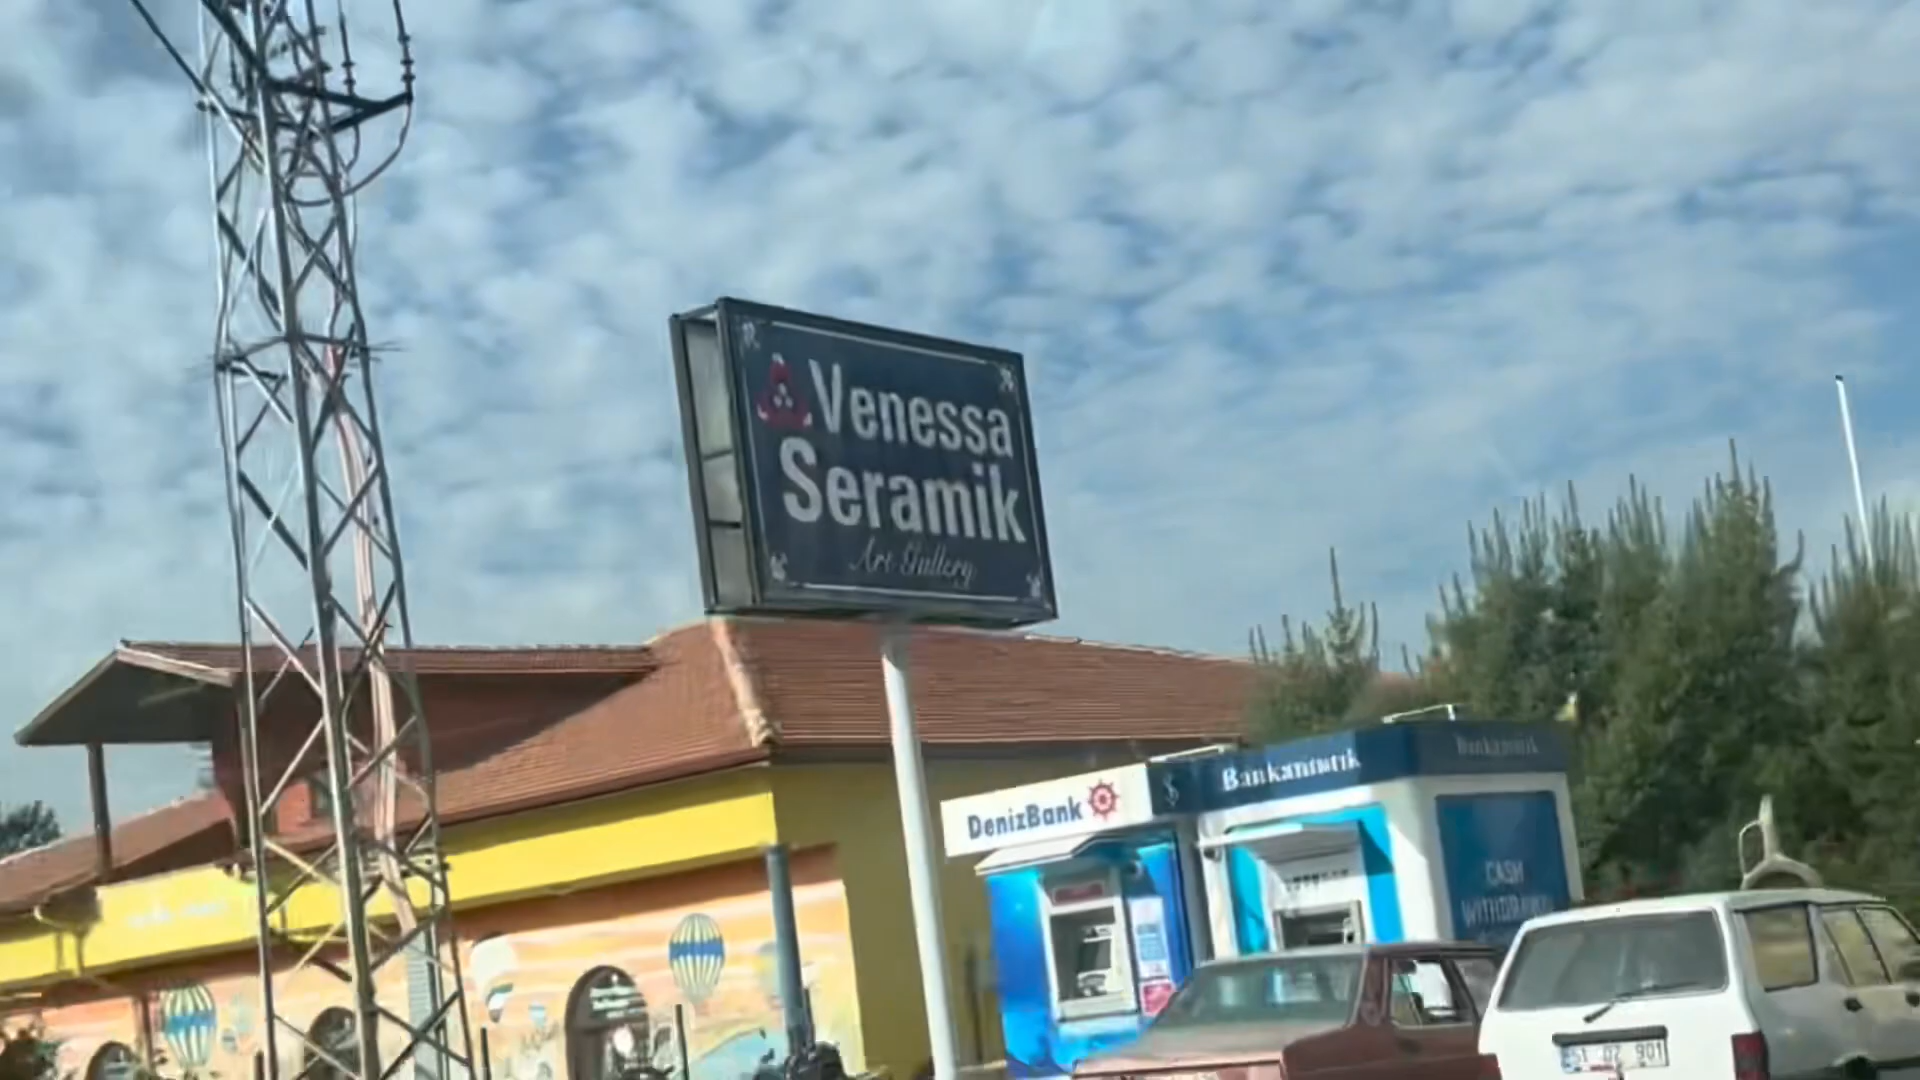 Venessa
Seramik
Art Gallery
DenizBank
Bankamatik
Bankamatik
CASH
WITHDRAWAL